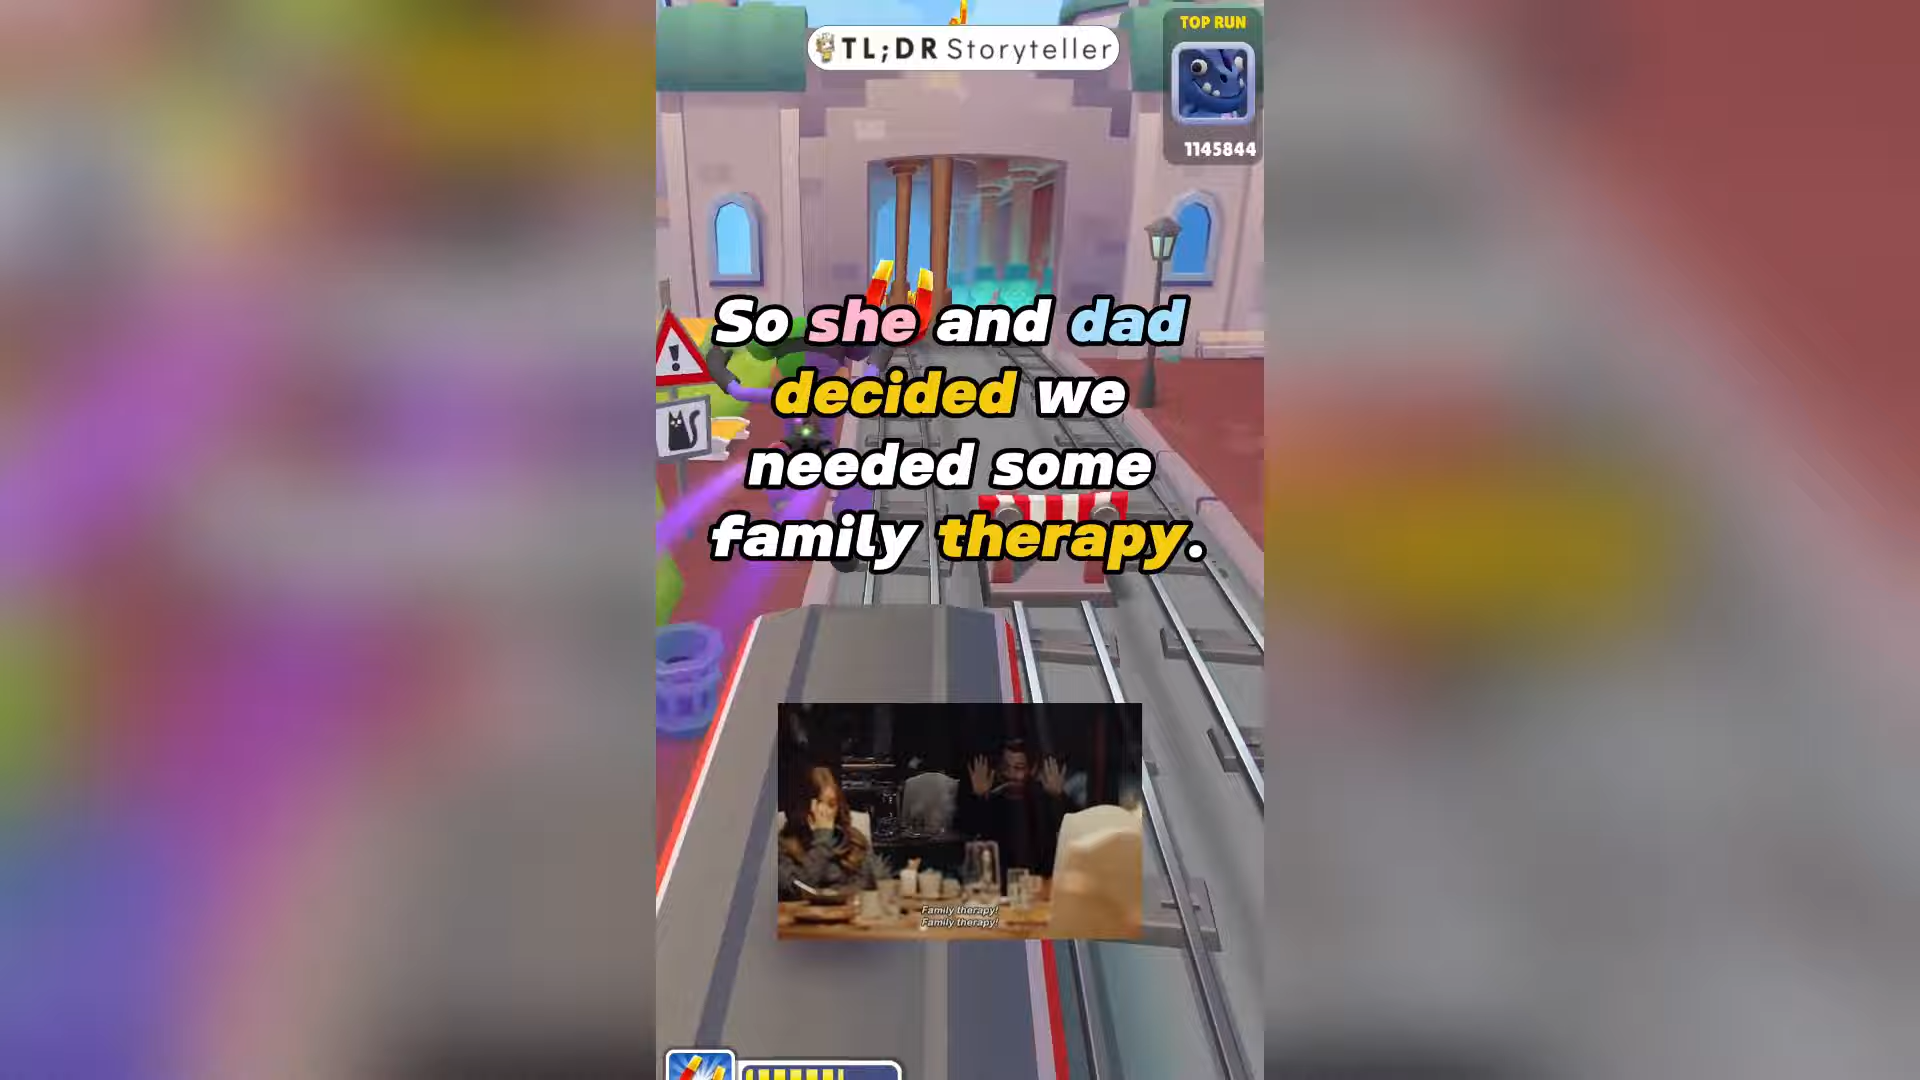 TL;DR Storyteller
TOP RUN
1145844
So she and dad
decided we
needed some
family therapy.
Family therapy!
Family therapy!